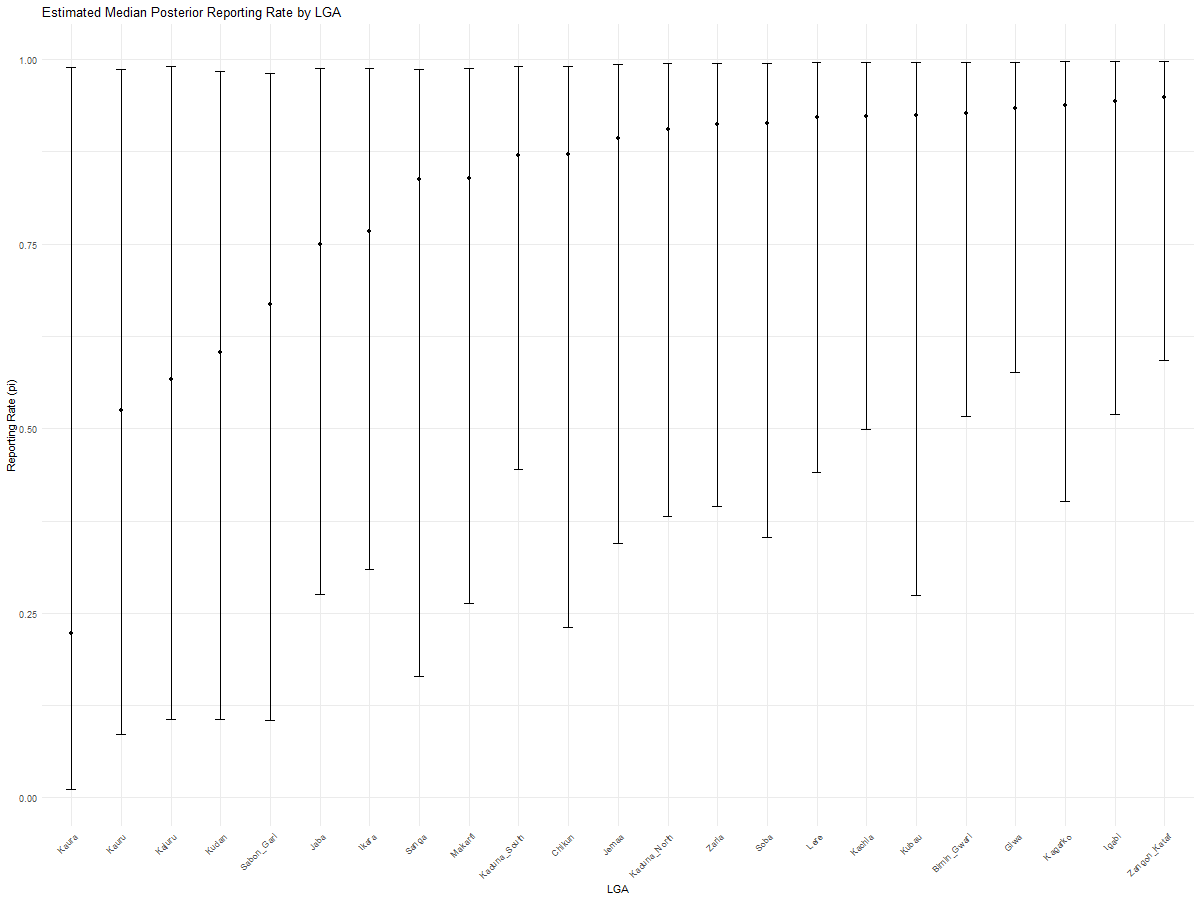 Estimated Median Posterior Reporting Rate by LGA
Reporting Rate (pi)
1.00
0.75
0.50
0.25
0.00
Kaura
Kauru
Kajuru
Kudan
Sabon_Gari
Jaba
Ikara
Sanga
Makarfi
Kaduna_South
Chikun
Jemaa
Kaduna_North
Zaria
Soba
Lere
Kachia
Kubau
Birnin_Gwari
Giwa
Kagarko
Igabi
Zangon_Kataf
LGA